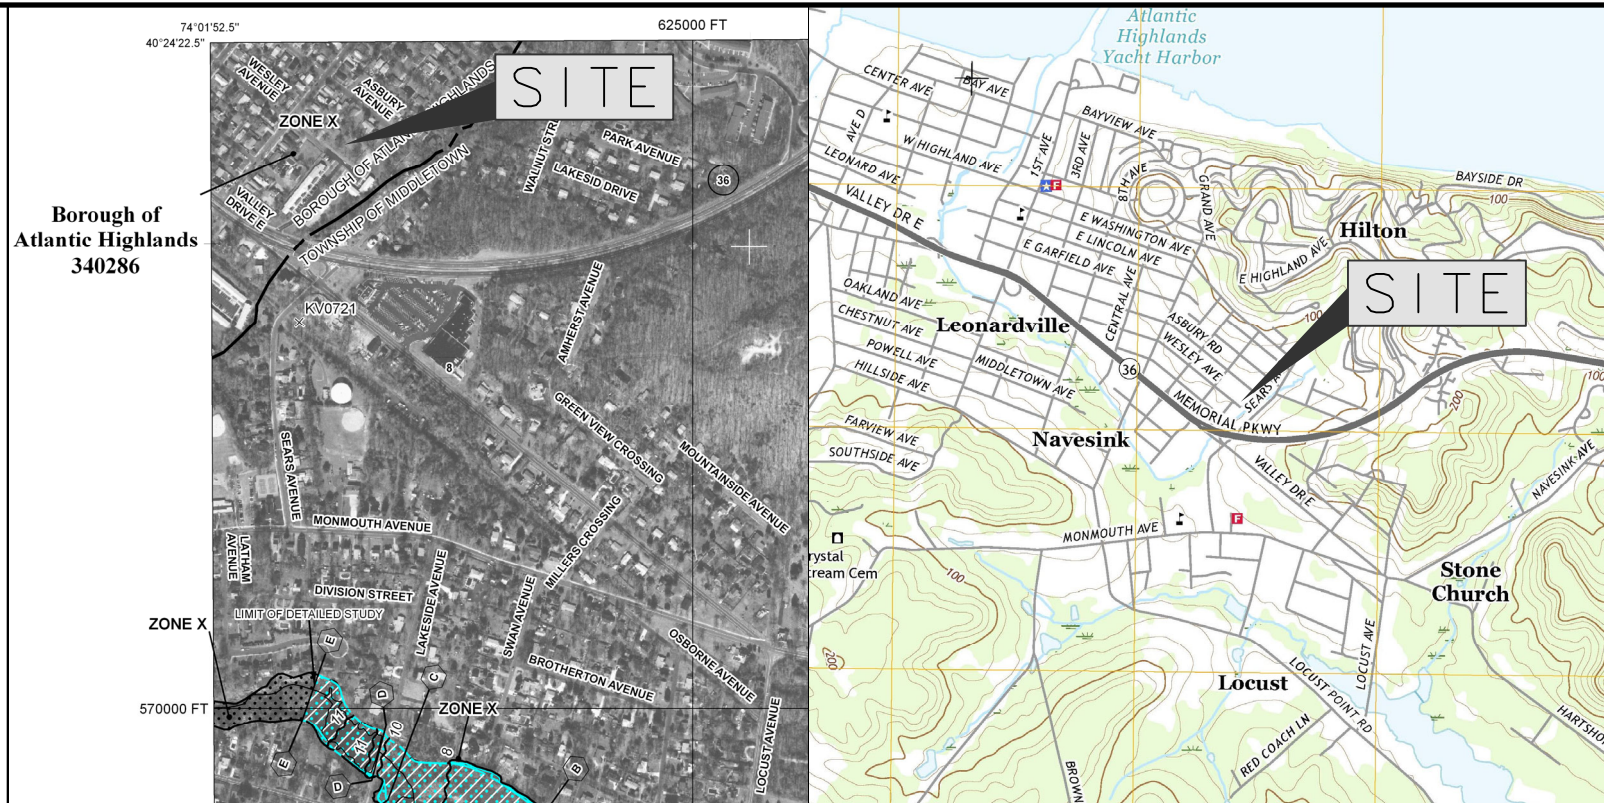 74°01'52.5"
625000 FT
40°24'22.5"
WESLEY
AVENUE
ASBURY
AVENUE
ZONE X
SITE
BOROUGH OF ATLANTIC HIGHLANDS
TOWNSHIP OF MIDDLETOWN
PARK AVENUE
LAKESID DRIVE
36
VALLEY
DRIVE E
Borough of
Atlantic Highlands
340286
KV0721
8
AMHERST AVENUE
GREEN VIEW CROSSING
MOUNTAINSIDE AVENUE
SEARS AVENUE
MONMOUTH AVENUE
MILLERS CROSSING
LATHAM
AVENUE
DIVISION STREET
LAKESIDE AVENUE
SWAN AVENUE
LIMIT OF DETAILED STUDY
ZONE X
E
OSBORNE AVENUE
BROTHERTON AVENUE
D
C
ZONE X
570000 FT
LOCUST AVENUE
11
11
10
8
E
D
B
Atlantic
Highlands
Yacht Harbor
CENTER AVE
BAY AVE
AVE D
BAYVIEW AVE
W HIGHLAND AVE
1ST AVE
3RD AVE
LEONARD AVE
8TH AVE
GRAND AVE
BAYSIDE DR
100
F
VALLEY DR E
E WASHINGTON AVE
E LINCOLN AVE
E GARFIELD AVE
Hilton
E HIGHLAND AVE
SITE
OAKLAND AVE
CHESTNUT AVE
CENTRAL AVE
100
Leonardville
ASBURY RD
WESLEY AVE
POWELL AVE
MIDDLETOWN AVE
36
HILLSIDE AVE
SEARS A
MEMORIAL PKWY
200
100
FARVIEW AVE
SOUTHSIDE AVE
Navesink
VALLEY DR E
NAVESINK AVE
F
MONMOUTH AVE
rystal
tream Cem
100
Stone
Church
200
LOCUST AVE
Locust
LOCUST POINT RD
RED COACH LN
HARTSHO
BROWN